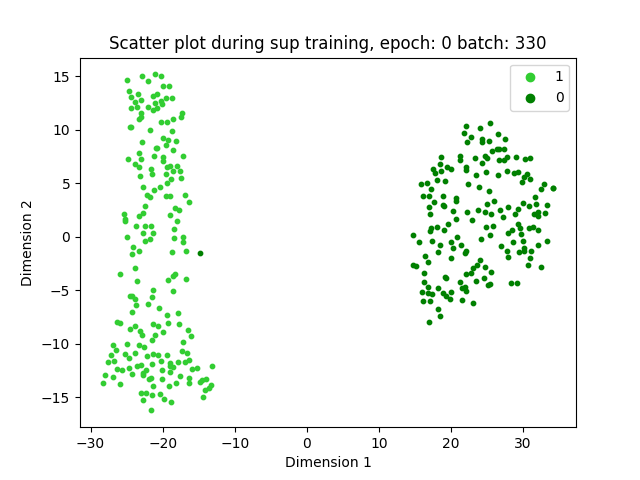 Scatter plot during sup training, epoch: 0 batch: 330
1
0
15
10
5
0
−5
−10
−15
Dimension 2
−30 −20 −10 0 10 20 30
Dimension 1